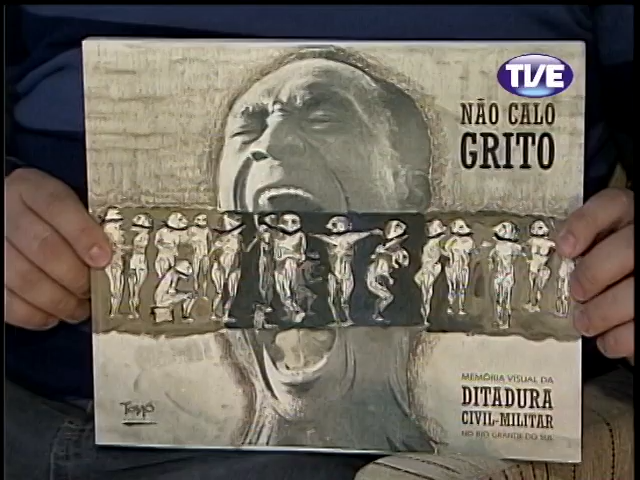 TVE
NÃO CALO
GRITO
MEMÓRIA VISUAL DA
DITADURA
CIVIL-MILITAR
NO RIO GRANDE DO SUL